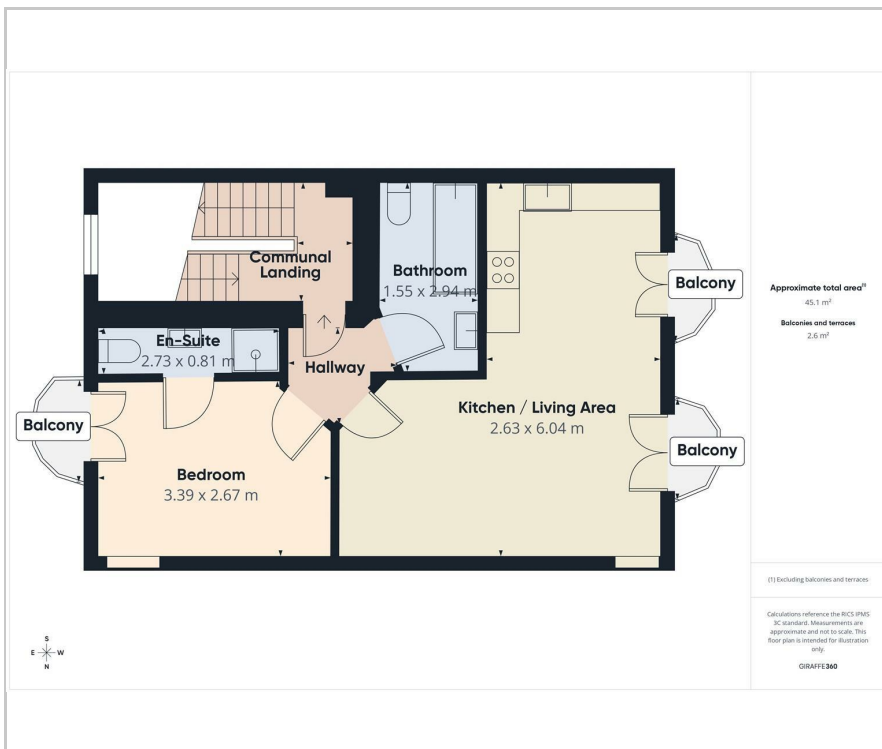 Communal
Landing
Bathroom
1.55 x 2.94 m
Balcony
En-Suite
2.73 x 0.81 m
Hallway
Balcony
Kitchen / Living Area
2.63 x 6.04 m
Balcony
Bedroom
3.39 x 2.67 m
S
E W
N
Approximate total area(1)
45.1 m²
Balconies and terraces
2.6 m²
(1) Excluding balconies and terraces
Calculations reference the RICS IPMS
3C standard. Measurements are
approximate and not to scale. This
floor plan is intended for illustration
only.
GIRAFFE360